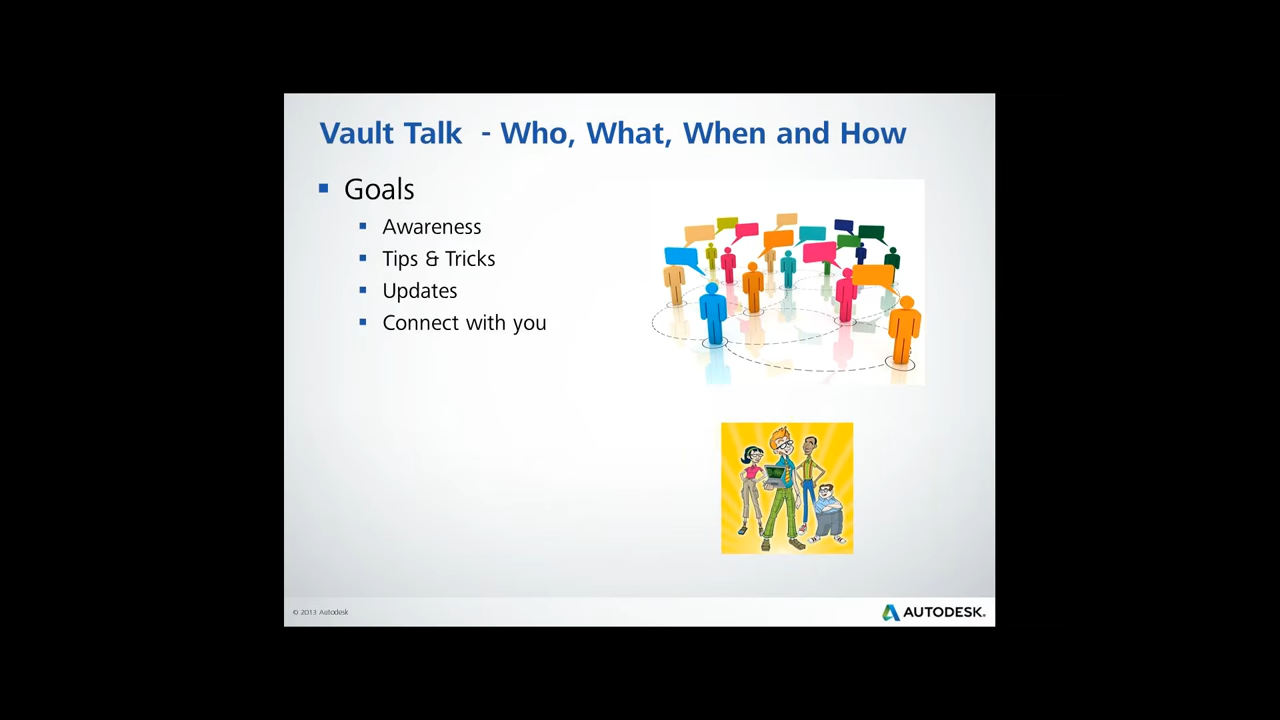 Vault Talk - Who, What, When and How
Goals
Awareness
Tips & Tricks
Updates
Connect with you
© 2013 Autodesk
AUTODESK.